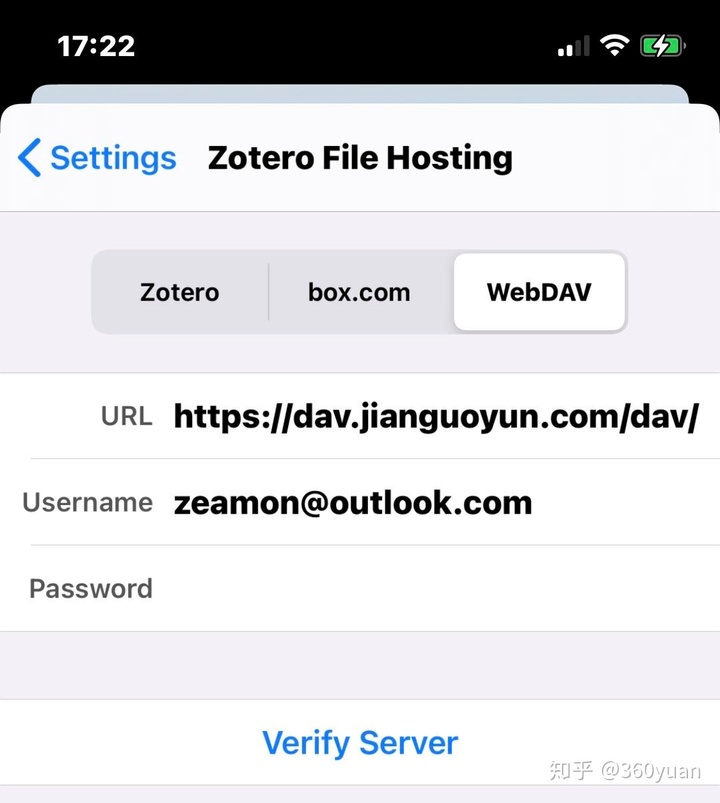 17:22
Settings Zotero File Hosting
Zotero box.com WebDAV
URL https://dav.jianguoyun.com/dav/
Username zeamon@outlook.com
Password
Verify Server
知乎 @360yuan